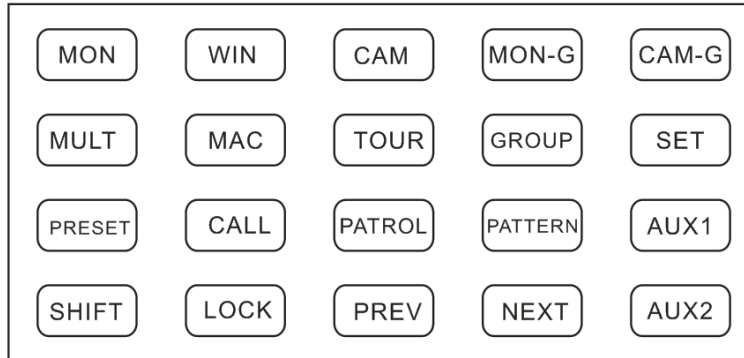 MON WIN CAM MON-G CAM-G
MULT MAC TOUR GROUP SET
PRESET CALL PATROL PATTERN AUX1
SHIFT LOCK PREV NEXT AUX2